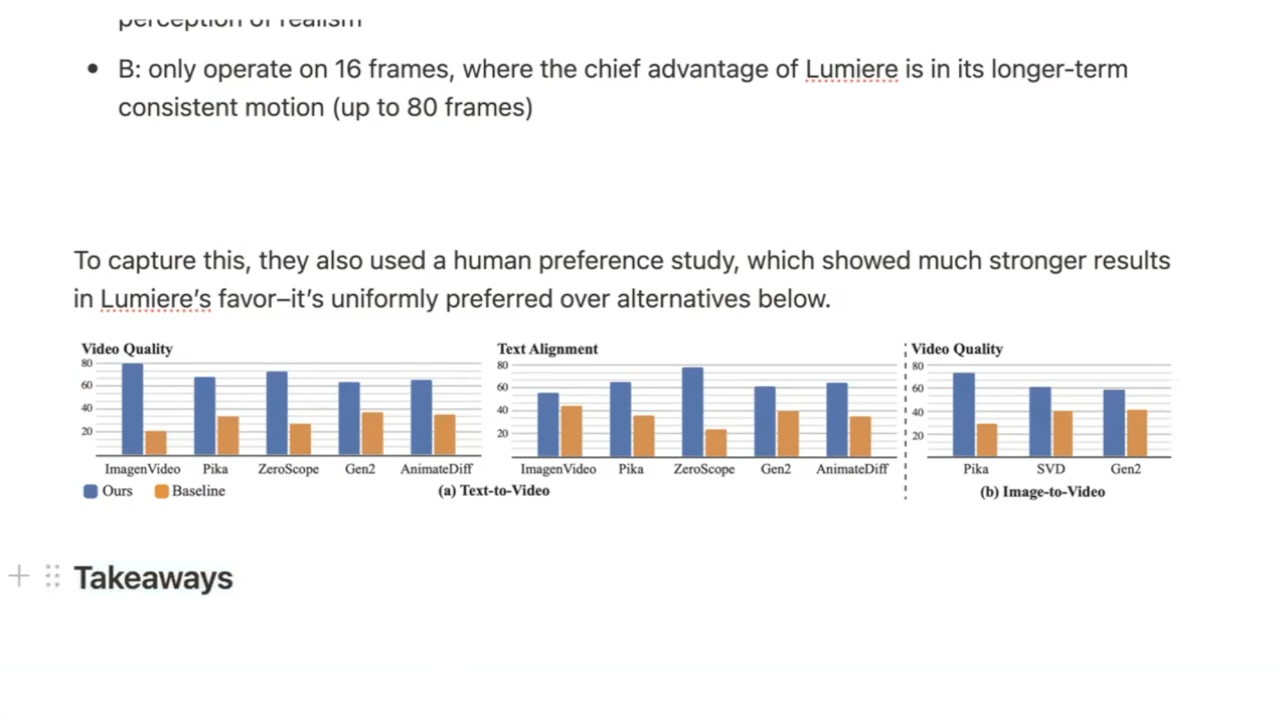 perception of realism
• B: only operate on 16 frames, where the chief advantage of Lumiere is in its longer-term
consistent motion (up to 80 frames)
To capture this, they also used a human preference study, which showed much stronger results
in Lumiere's favor–it's uniformly preferred over alternatives below.
Video Quality
80
60
40
20
ImagenVideo Pika ZeroScope Gen2 AnimateDiff
Text Alignment
80
60
40
20
ImagenVideo Pika ZeroScope Gen2 AnimateDiff
Video Quality
80
60
40
20
Pika SVD Gen2
Ours Baseline
(a) Text-to-Video
(b) Image-to-Video
Takeaways